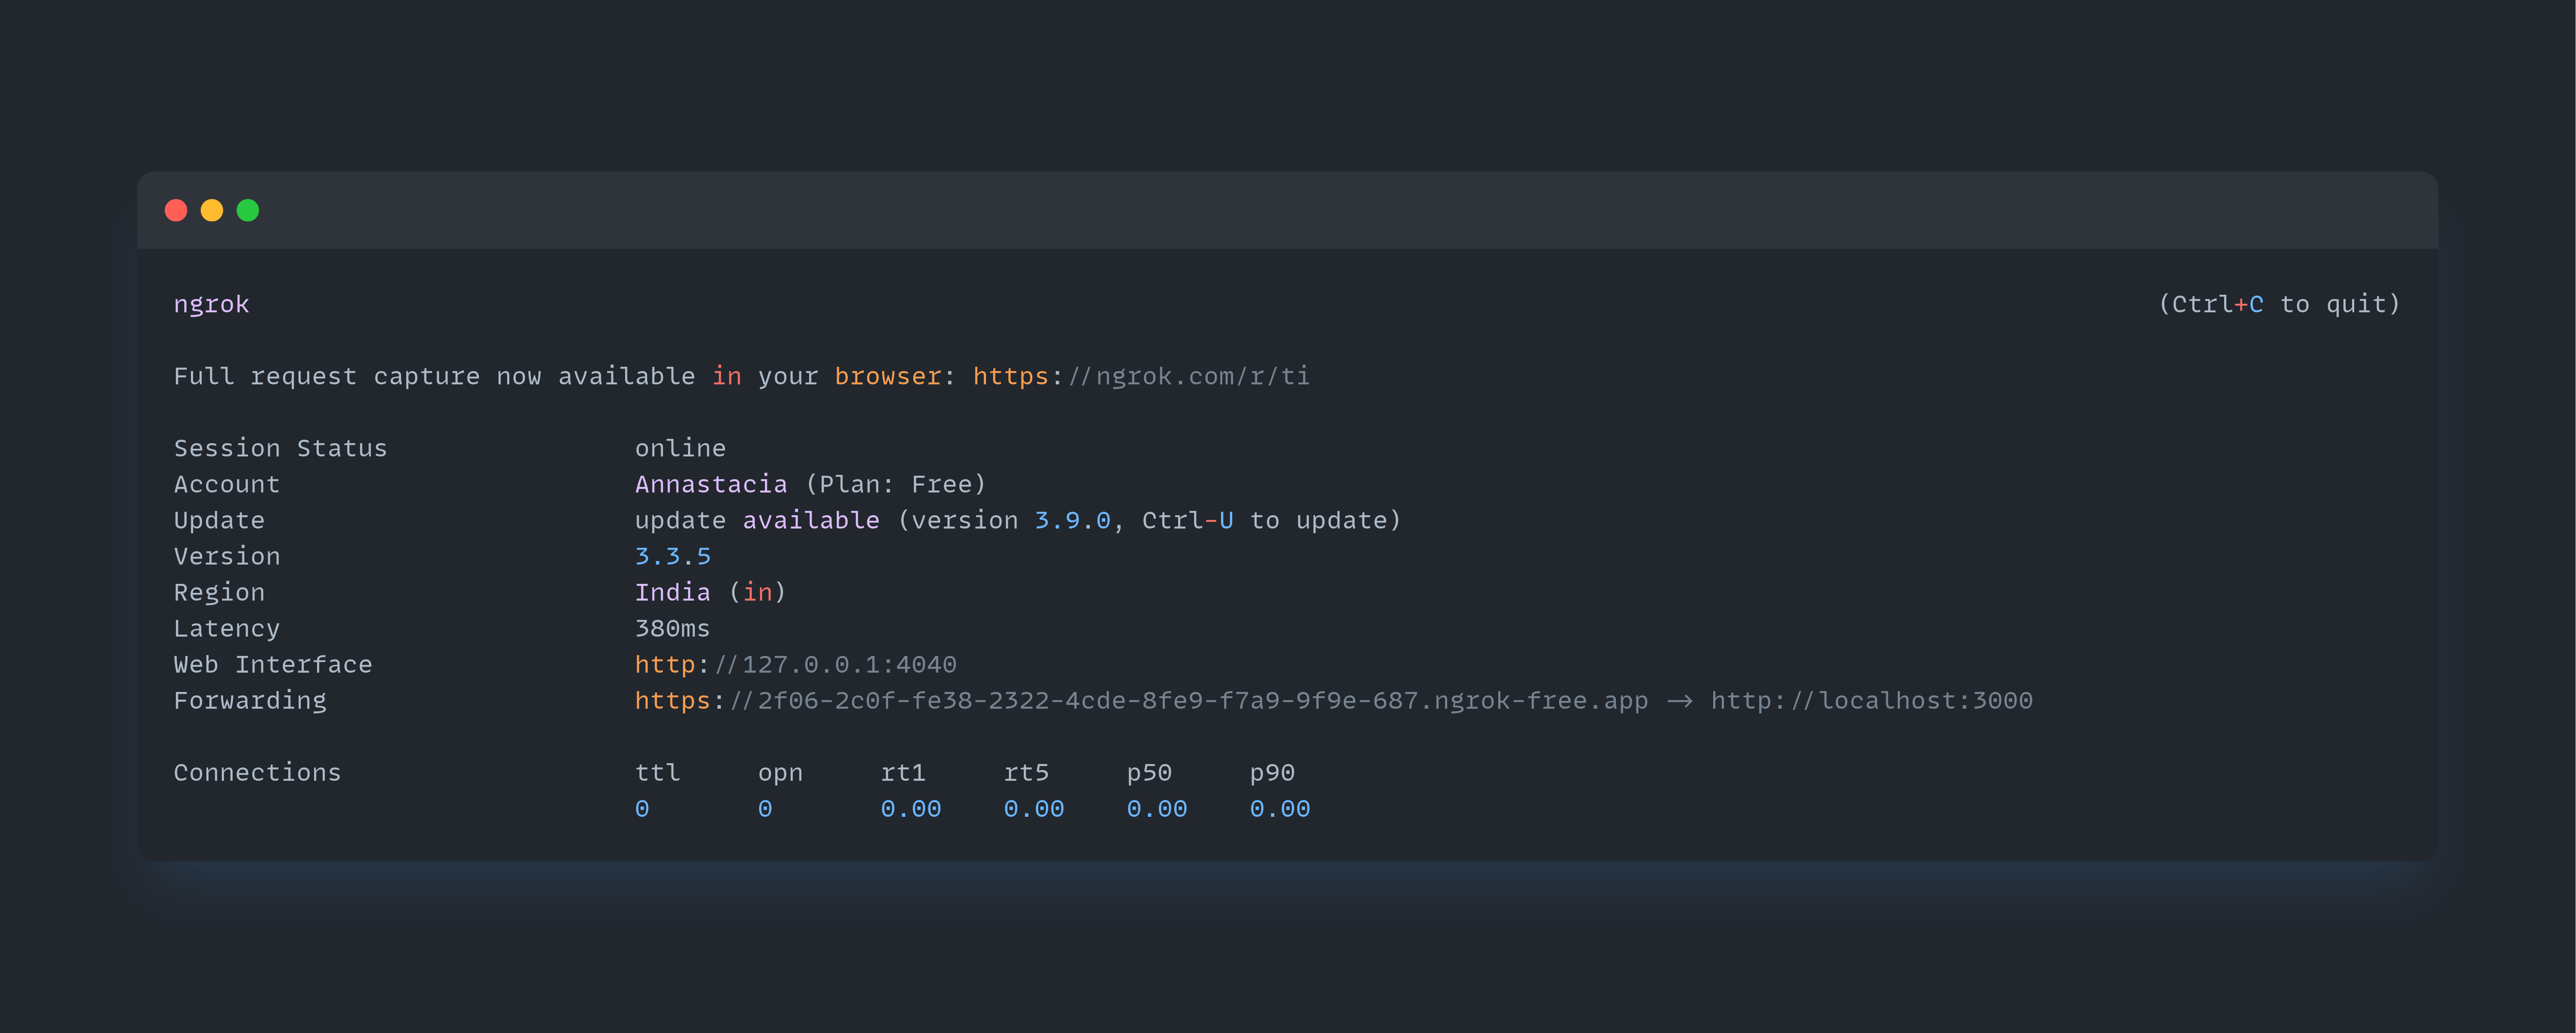 ngrok (Ctrl+C to quit)
Full request capture now available in your browser: https://ngrok.com/r/ti
Session Status online
Account Annastacia (Plan: Free)
Update update available (version 3.9.0, Ctrl-U to update)
Version 3.3.5
Region India (in)
Latency 380ms
Web Interface http://127.0.0.1:4040
Forwarding https://2f06-2c0f-fe38-2322-4cde-8fe9-f7a9-9f9e-687.ngrok-free.app -> http://localhost:3000
Connections ttl opn rt1 rt5 p50 p90
0 0 0.00 0.00 0.00 0.00